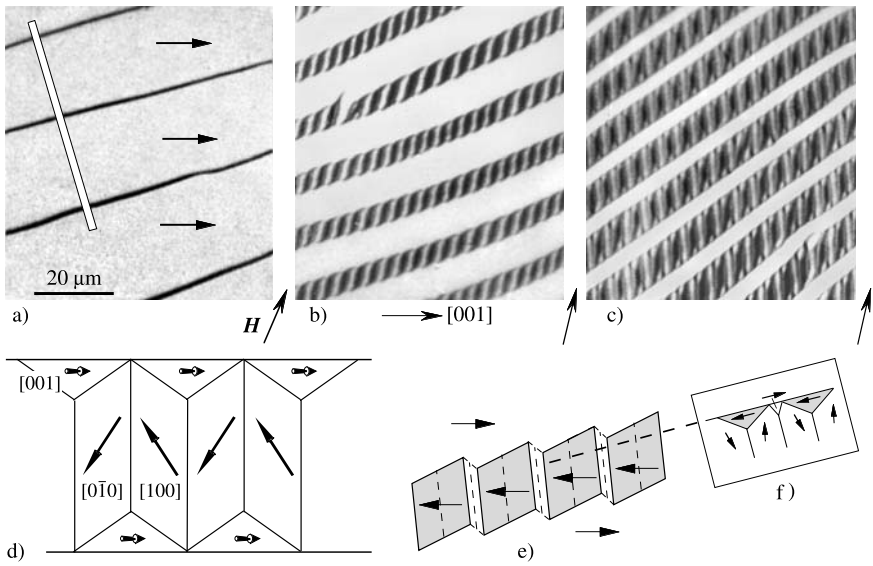 20 µm
a)
H
b)
[001]
c)
[001]
[01̄0]
[100]
d)
e)
f)